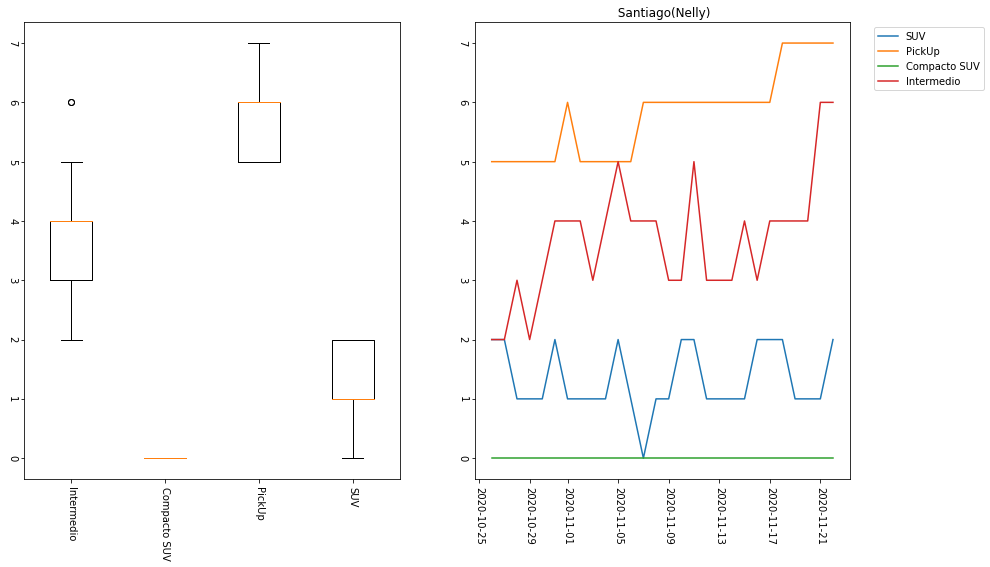 7
6
5
4
3
2
1
0
Intermedio
Compacto SUV
PickUp
SUV
Santiago(Nelly)
7
6
5
4
3
2
1
0
2020-10-25
2020-10-29
2020-11-01
2020-11-05
2020-11-09
2020-11-13
2020-11-17
2020-11-21
SUV
PickUp
Compacto SUV
Intermedio